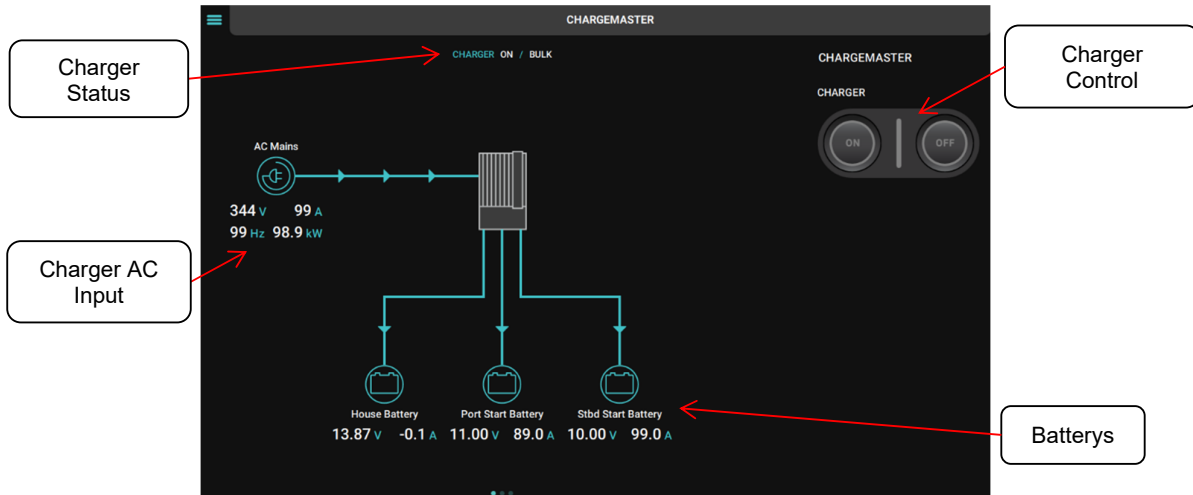 CHARGEMASTER
Charger
Status
CHARGER ON / BULK
CHARGEMASTER
Charger
Control
CHARGER
ON
OFF
AC Mains
344 V 99 A
99 Hz 98.9 kW
Charger AC
Input
House Battery
Port Start Battery
Stbd Start Battery
13.87 V -0.1 A
11.00 V 89.0 A
10.00 V 99.0 A
Batterys